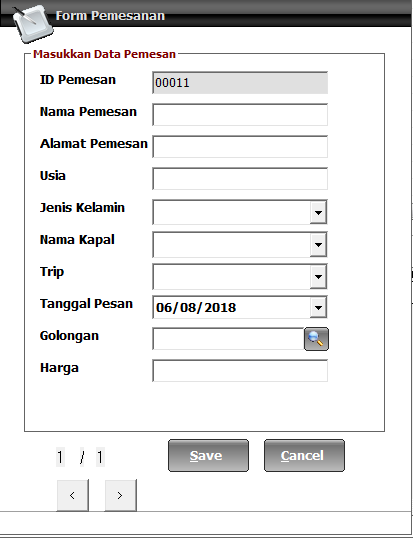 Form Pemesanan
Masukkan Data Pemesan
ID Pemesan 00011
Nama Pemesan
Alamat Pemesan
Usia
Jenis Kelamin
Nama Kapal
Trip
Tanggal Pesan 06/08/2018
Golongan
Harga
1 / 1 Save Cancel
< >